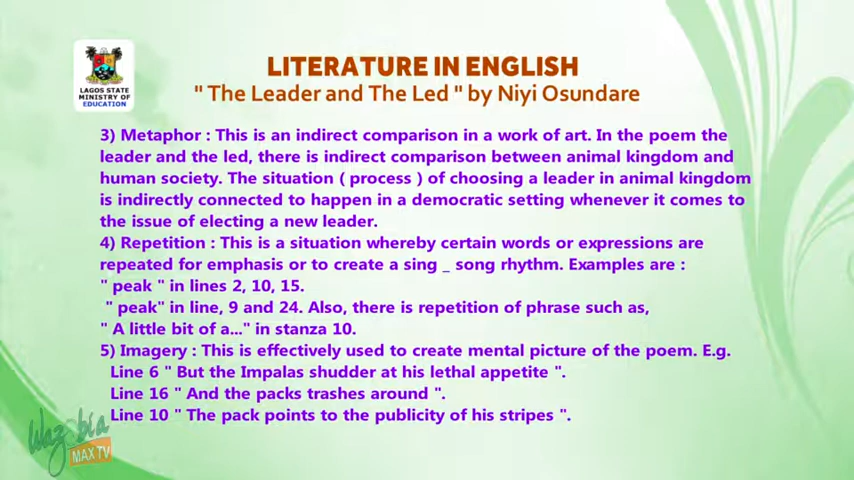 LAGOS STATE
MINISTRY OF
EDUCATION
LITERATURE IN ENGLISH
" The Leader and The Led " by Niyi Osundare
3) Metaphor : This is an indirect comparison in a work of art. In the poem the
leader and the led, there is indirect comparison between animal kingdom and
human society. The situation ( process ) of choosing a leader in animal kingdom
is indirectly connected to happen in a democratic setting whenever it comes to
the issue of electing a new leader.
4) Repetition : This is a situation whereby certain words or expressions are
repeated for emphasis or to create a sing _ song rhythm. Examples are :
" peak " in lines 2, 10, 15.
" peak" in line, 9 and 24. Also, there is repetition of phrase such as,
" A little bit of a..." in stanza 10.
5) Imagery : This is effectively used to create mental picture of the poem. E.g.
Line 6 " But the Impalas shudder at his lethal appetite ".
Line 16 " And the packs trashes around ".
Line 10 " The pack points to the publicity of his stripes ".
Wazobia
MAX TV